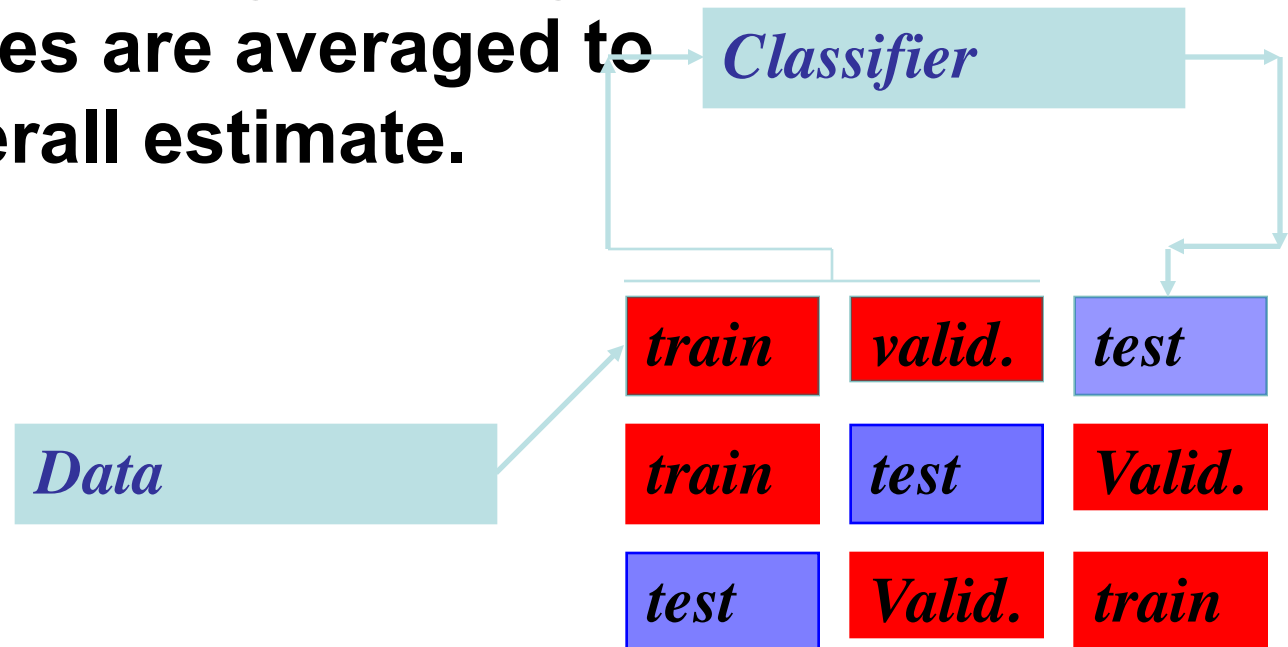 es are averaged to
erall estimate.
Classifier
train valid. test
Data
train test Valid.
test Valid. train